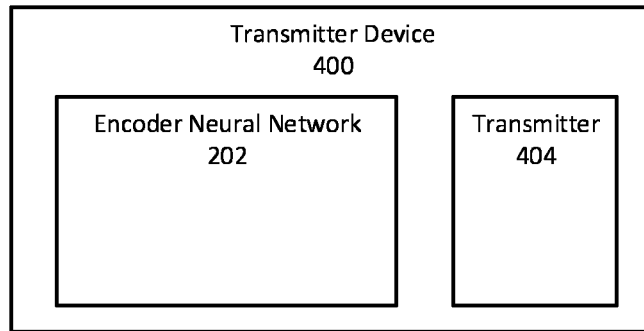 Transmitter Device
400
Encoder Neural Network
202
Transmitter
404